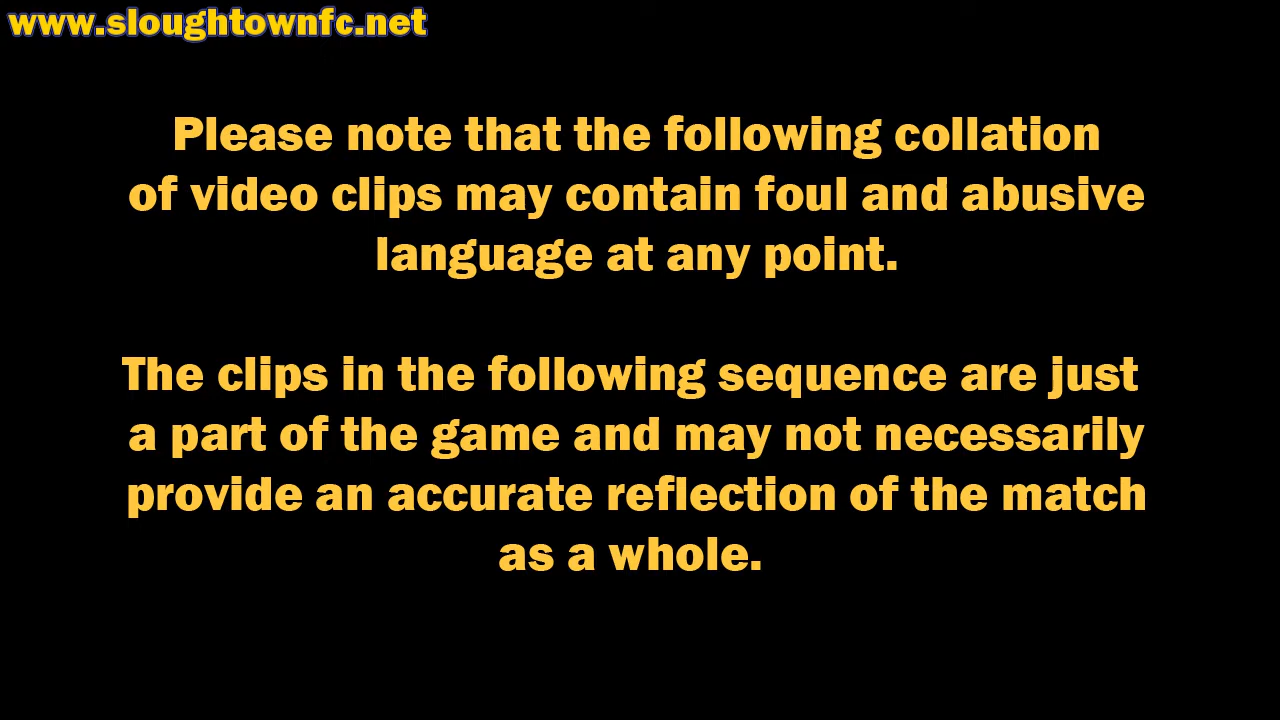 www.sloughtownfc.net
Please note that the following collation
of video clips may contain foul and abusive
language at any point.
The clips in the following sequence are just
a part of the game and may not necessarily
provide an accurate reflection of the match
as a whole.